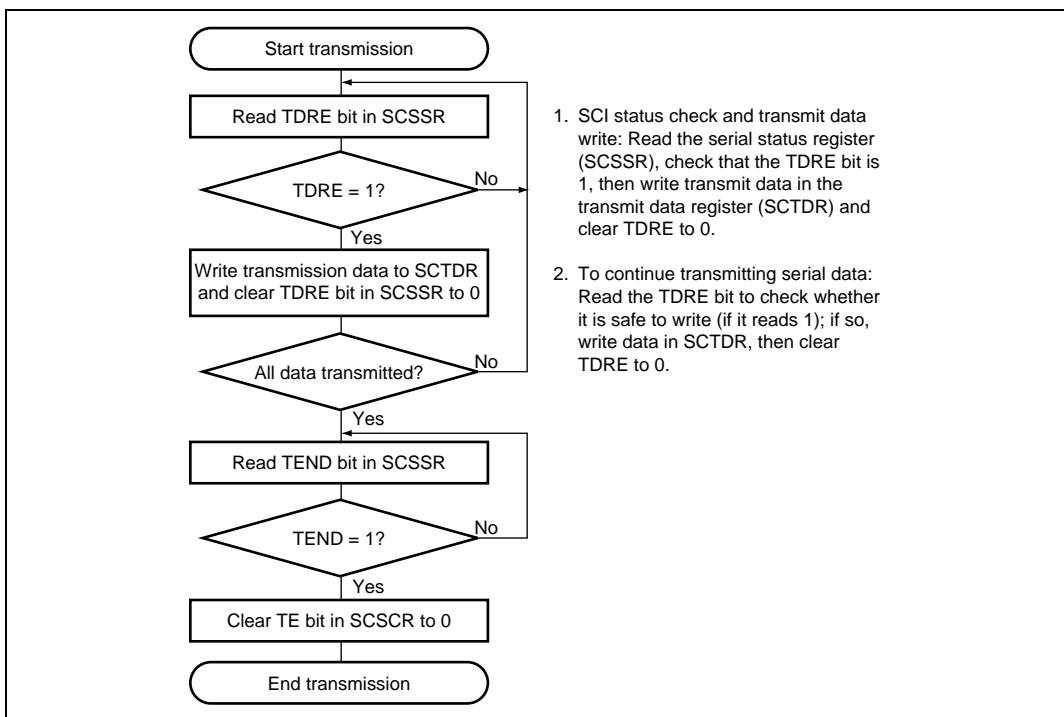 Start transmission
Read TDRE bit in SCSSR
TDRE = 1?
No
Yes
Write transmission data to SCTDR
and clear TDRE bit in SCSSR to 0
All data transmitted?
No
Yes
Read TEND bit in SCSSR
TEND = 1?
No
Yes
Clear TE bit in SCSCR to 0
End transmission
1. SCI status check and transmit data
write: Read the serial status register
(SCSSR), check that the TDRE bit is
1, then write transmit data in the
transmit data register (SCTDR) and
clear TDRE to 0.
2. To continue transmitting serial data:
Read the TDRE bit to check whether
it is safe to write (if it reads 1); if so,
write data in SCTDR, then clear
TDRE to 0.